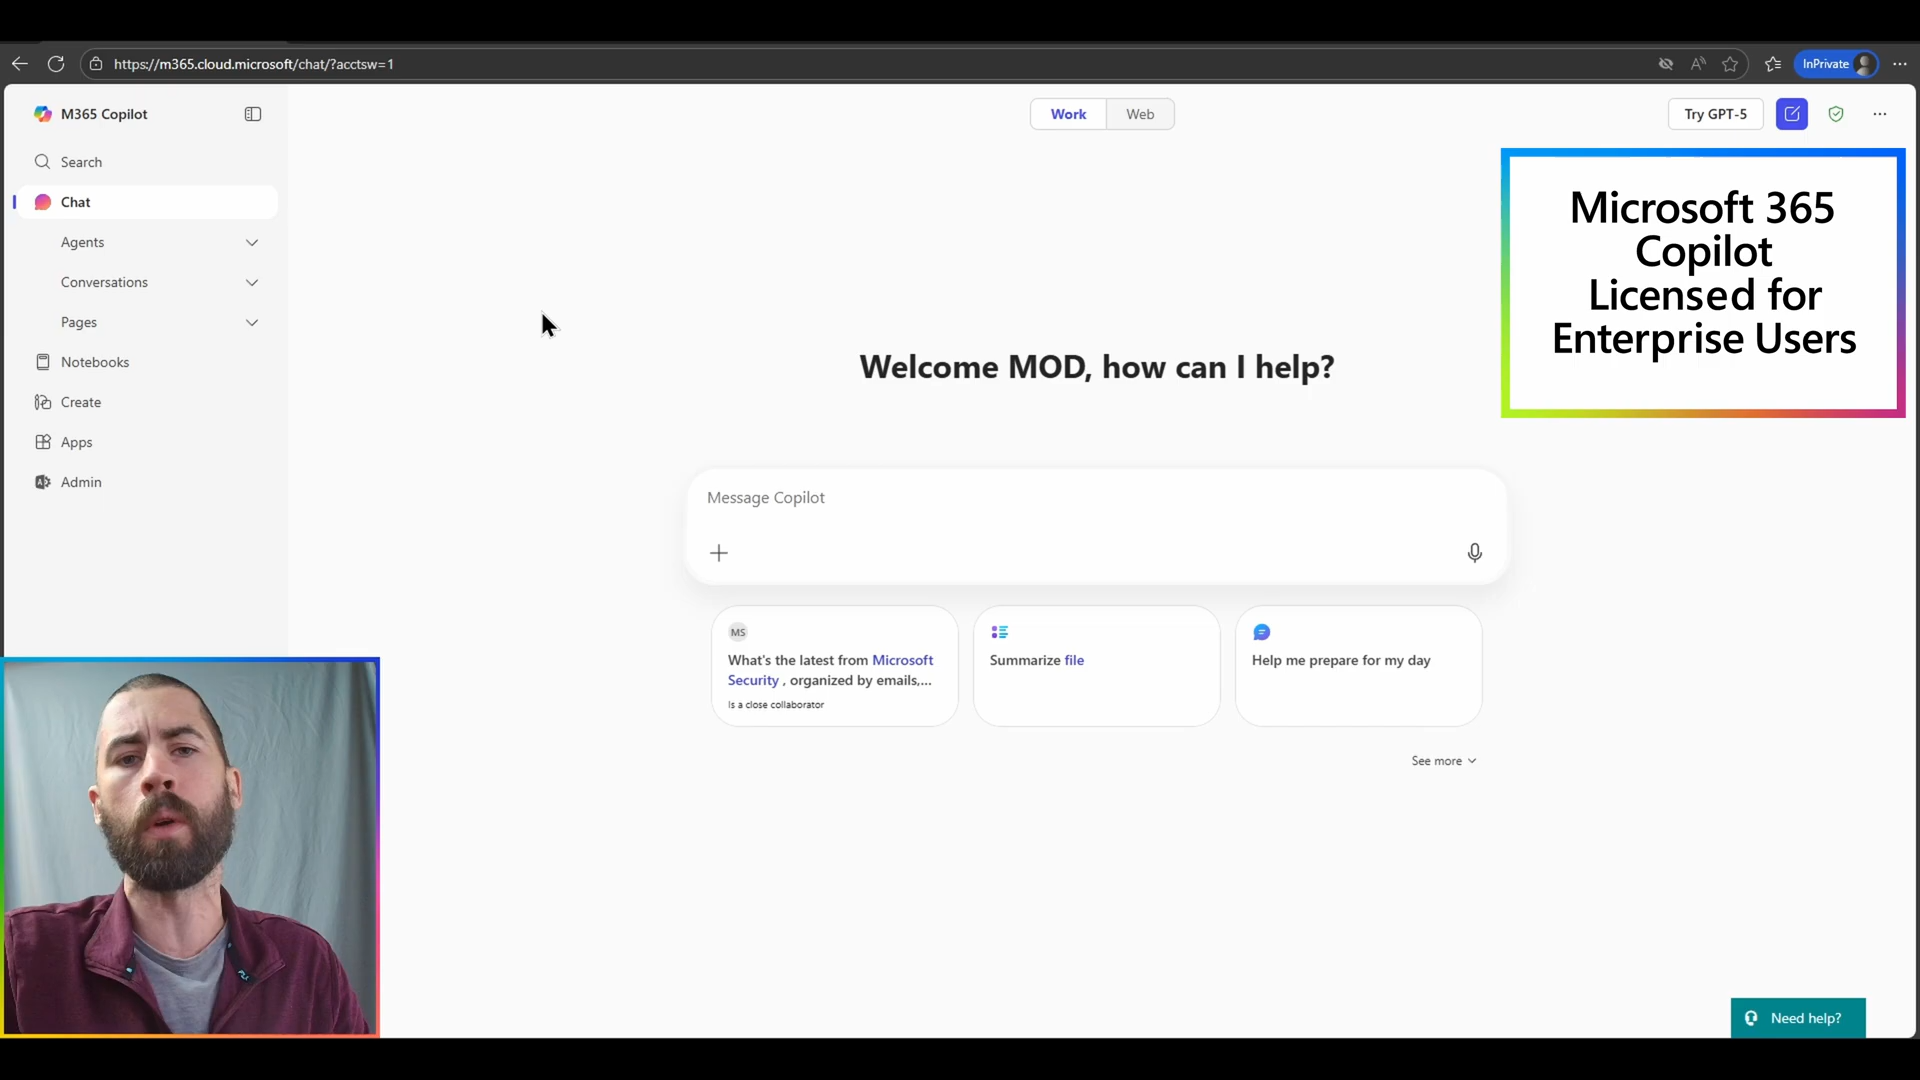 https://m365.cloud.microsoft/chat/?acctsw=1
InPrivate
M365 Copilot
Work
Web
Try GPT-5
Search
Chat
Agents
Conversations
Pages
Notebooks
Create
Apps
Admin
Microsoft 365
Copilot
Licensed for
Enterprise Users
Welcome MOD, how can I help?
Message Copilot
MS
What's the latest from Microsoft
Security , organized by emails,...
Is a close collaborator
Summarize file
Help me prepare for my day
See more
Need help?